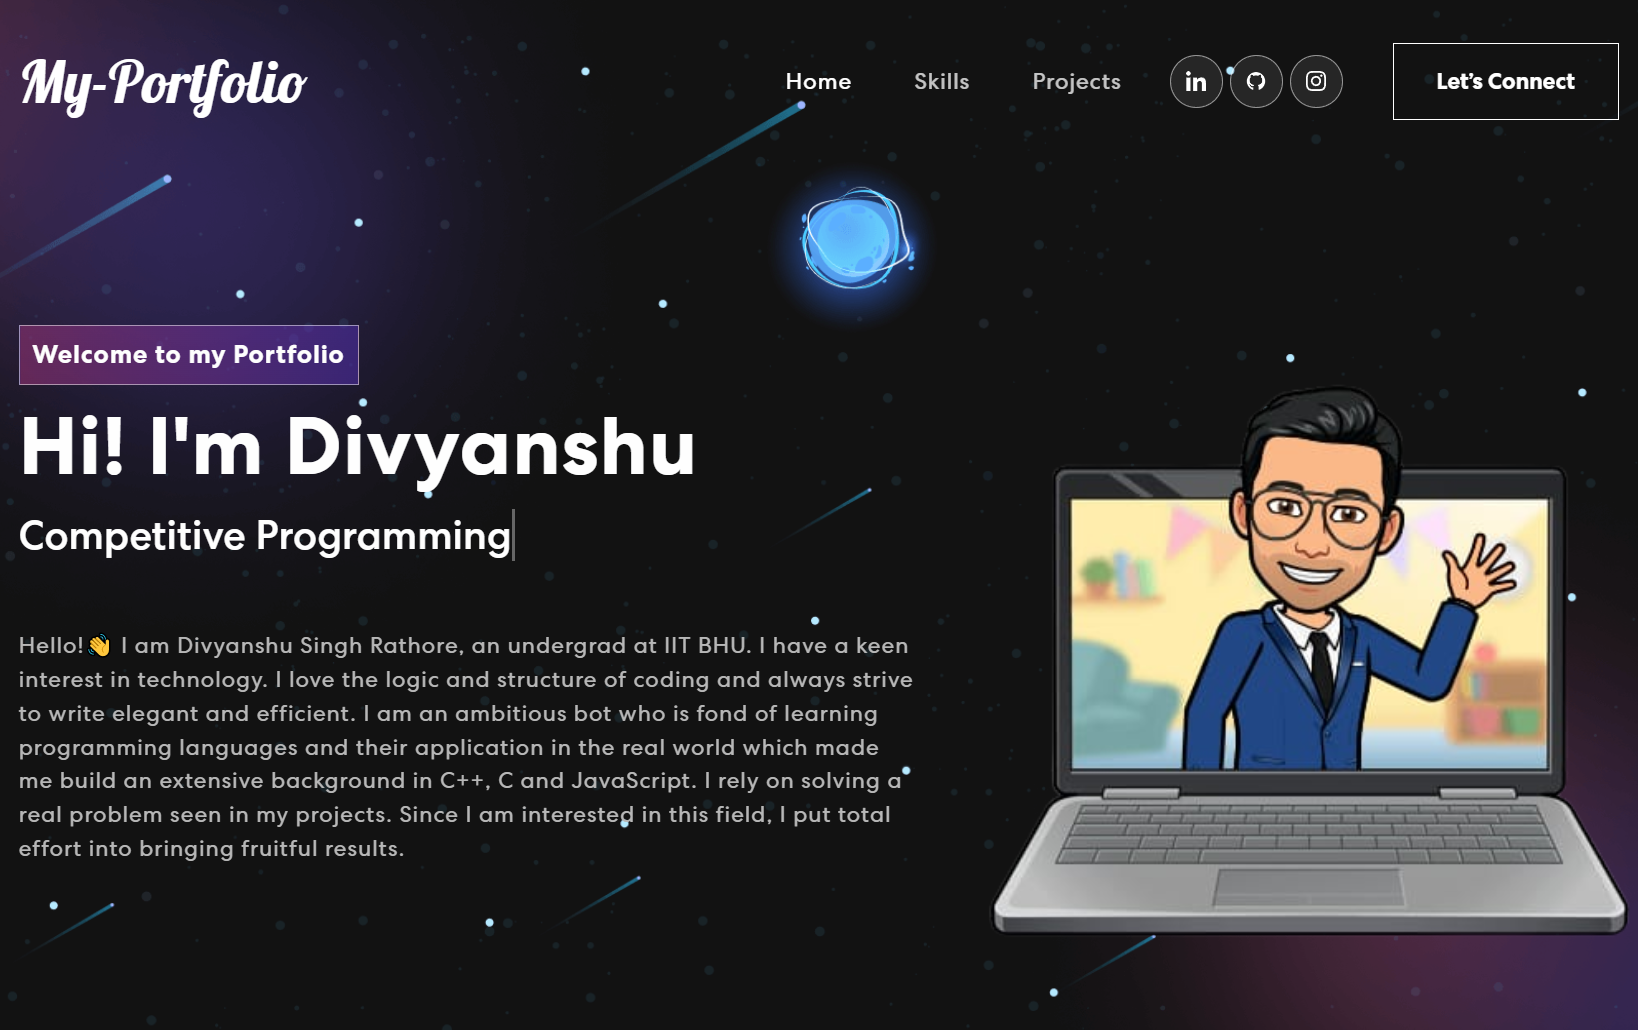 My-Portfolio
Home Skills Projects in Let's Connect
Welcome to my Portfolio
Hi! I'm Divyanshu
Competitive Programming
Hello!👋 I am Divyanshu Singh Rathore, an undergrad at IIT BHU. I have a keen
interest in technology. I love the logic and structure of coding and always strive
to write elegant and efficient. I am an ambitious bot who is fond of learning
programming languages and their application in the real world which made
me build an extensive background in C++, C and JavaScript. I rely on solving a
real problem seen in my projects. Since I am interested in this field, I put total
effort into bringing fruitful results.